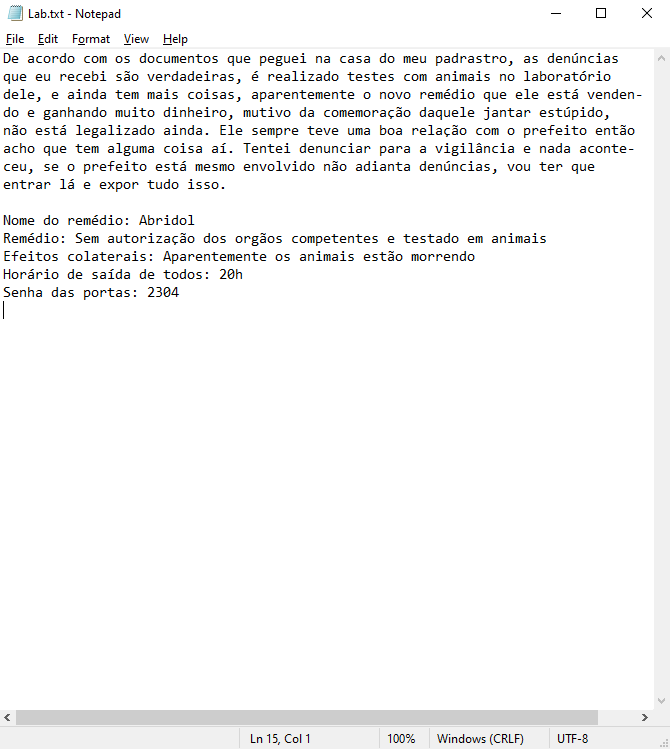 Lab.txt - Notepad
File Edit Format View Help
De acordo com os documentos que peguei na casa do meu padrastro, as denúncias
que eu recebi são verdadeiras, é realizado testes com animais no laboratório
dele, e ainda tem mais coisas, aparentemente o novo remédio que ele está venden-
do e ganhando muito dinheiro, mutivo da comemoração daquele jantar estúpido,
não está legalizado ainda. Ele sempre teve uma boa relação com o prefeito então
acho que tem alguma coisa aí. Tentei denunciar para a vigilância e nada aconte-
ceu, se o prefeito está mesmo envolvido não adianta denúncias, vou ter que
entrar lá e expor tudo isso.
Nome do remédio: Abridol
Remédio: Sem autorização dos orgãos competentes e testado em animais
Efeitos colaterais: Aparentemente os animais estão morrendo
Horário de saída de todos: 20h
Senha das portas: 2304
Ln 15, Col 1 100% Windows (CRLF) UTF-8